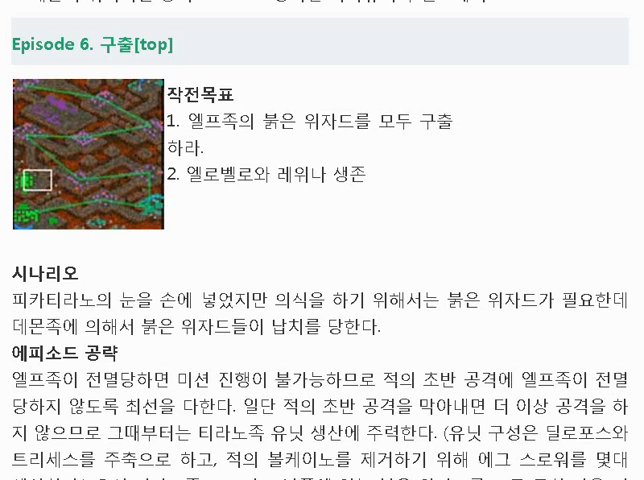 Episode 6. 구출[top]
작전목표
1. 엘프족의 붉은 위자드를 모두 구출
하라.
2. 엘로벨로와 레위나 생존
시나리오
피카티라노의 눈을 손에 넣었지만 의식을 하기 위해서는 붉은 위자드가 필요한데
데몬족에 의해서 붉은 위자드들이 납치를 당한다.
에피소드 공략
엘프족이 전멸당하면 미션 진행이 불가능하므로 적의 초반 공격에 엘프족이 전멸
당하지 않도록 최선을 다한다. 일단 적의 초반 공격을 막아내면 더 이상 공격을 하
지 않으므로 그때부터는 티라노족 유닛 생산에 주력한다. (유닛 구성은 딜로포스와
트리세스를 주축으로 하고, 적의 볼케이노를 제거하기 위해 에그 스로워를 몇대